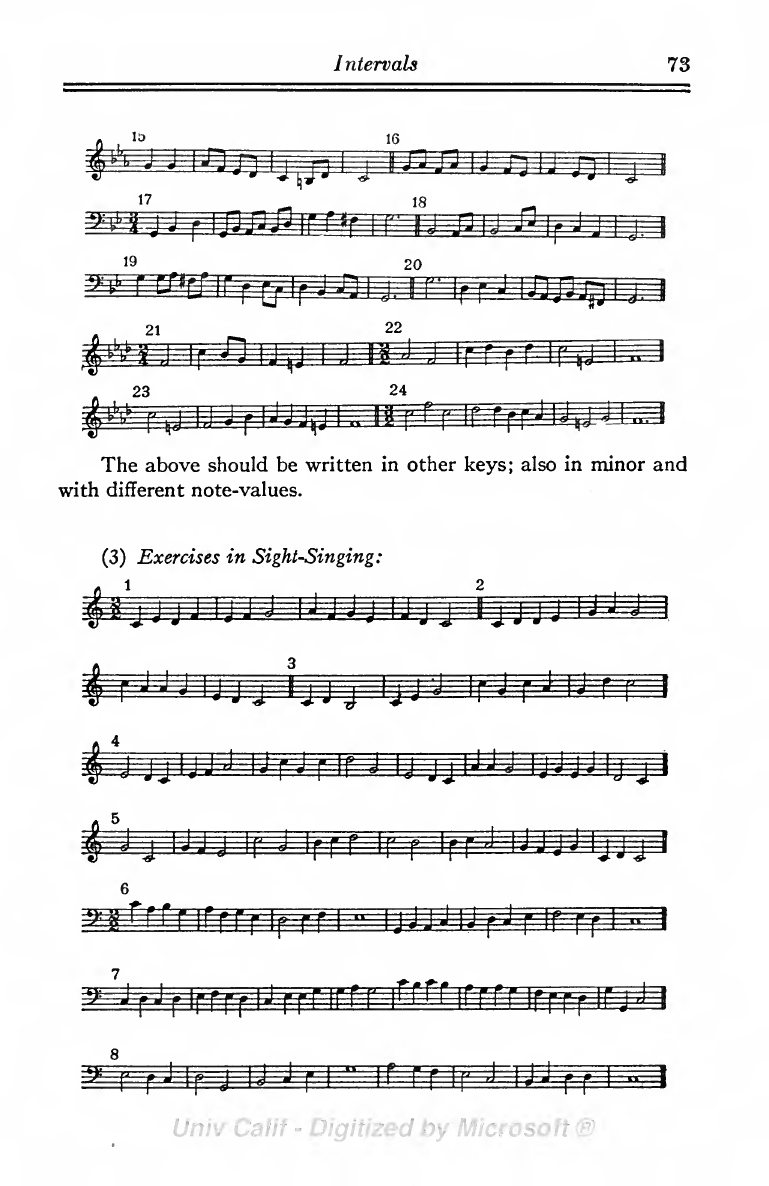 Intervals 73
15 16
17 18
19 20
21 22
23 24
The above should be written in other keys; also in minor and
with different note-values.
(3) Exercises in Sight-Singing:
1 2
3
4
5
6
7
8
Univ Calif - Digitized by Microsoft ®